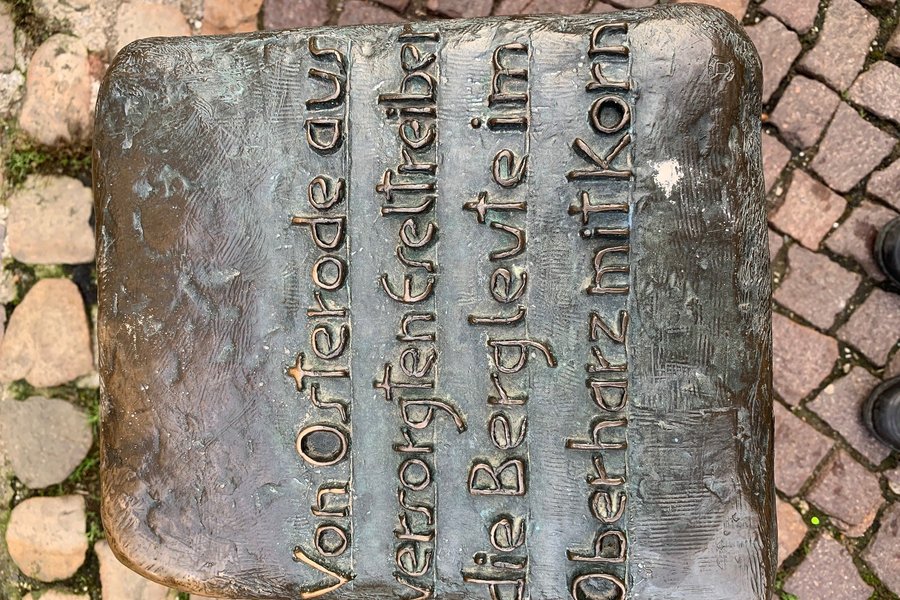 Von Osterode aus
versorgten Eseltreiber
die Bergleute im
Oberharz mit Korn